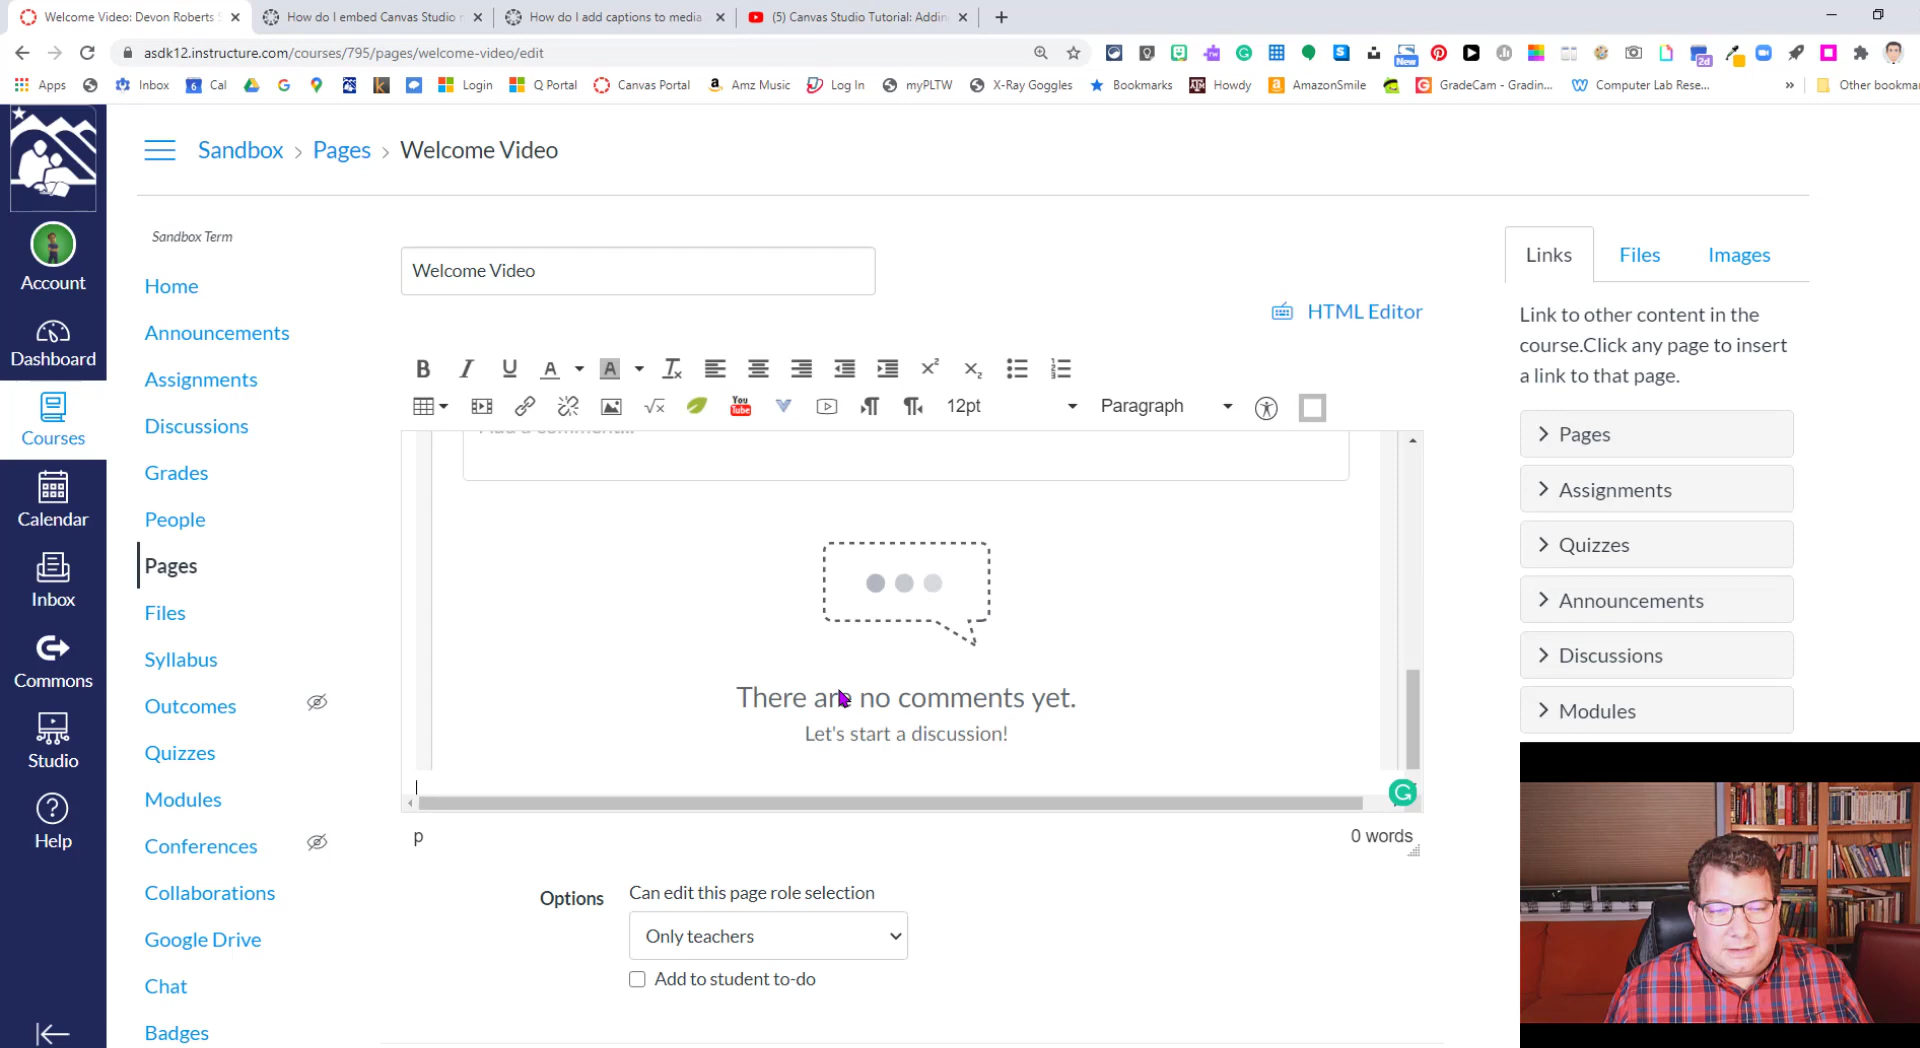 Welcome Video: Devon Roberts S
How do I embed Canvas Studio
How do I add captions to media
(5) Canvas Studio Tutorial: Addin
asdk12.instructure.com/courses/795/pages/welcome-video/edit
New
2d
Apps
Inbox
6
Cal
Login
Q Portal
Canvas Portal
Amz Music
Log In
myPLTW
X-Ray Goggles
Bookmarks
Howdy
AmazonSmile
GradeCam - Gradin...
Computer Lab Rese...
»
Other bookma
Account
Dashboard
Courses
Calendar
Inbox
Commons
Studio
Help
Sandbox > Pages > Welcome Video
Sandbox Term
Home
Announcements
Assignments
Discussions
Grades
People
Pages
Files
Syllabus
Outcomes
Quizzes
Modules
Conferences
Collaborations
Google Drive
Chat
Badges
Welcome Video
HTML Editor
12pt
Paragraph
There are no comments yet.
Let's start a discussion!
p
0 words
Options
Can edit this page role selection
Only teachers
Add to student to-do
Links
Files
Images
Link to other content in the
course.Click any page to insert
a link to that page.
Pages
Assignments
Quizzes
Announcements
Discussions
Modules